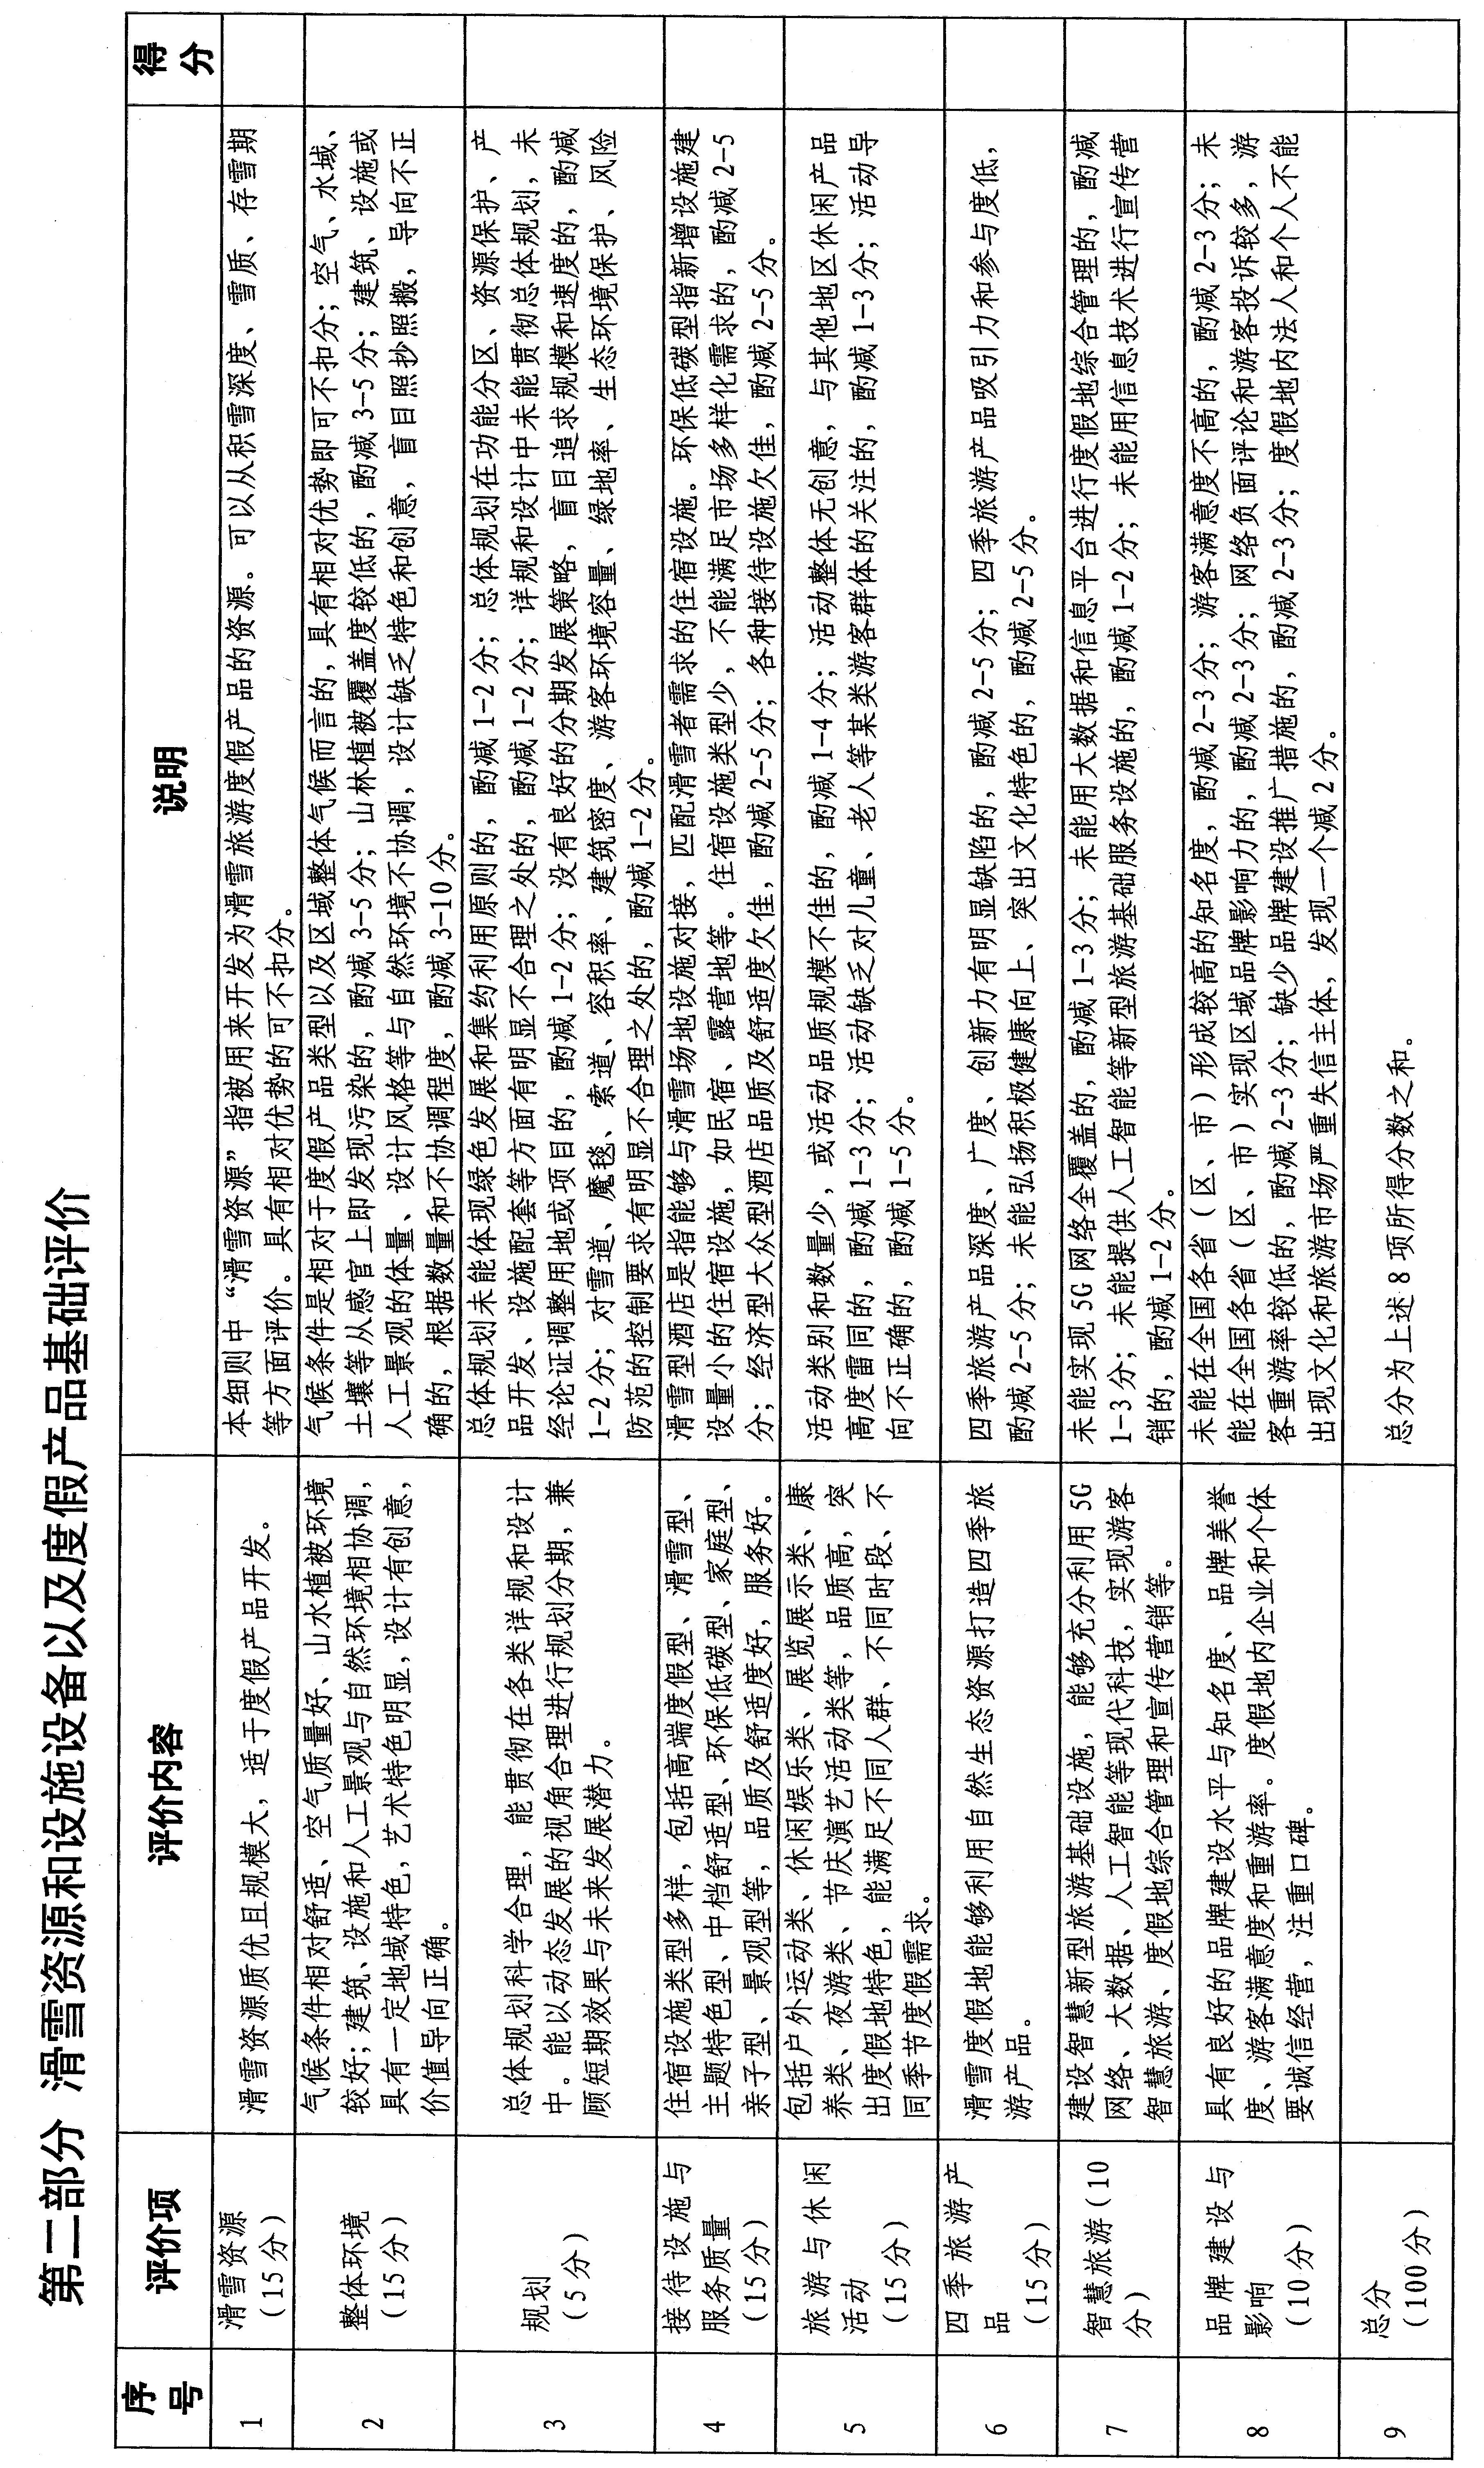 第二部分 滑雪资源和设施设备以及度假产品基础评价
序
号
评价项
评价内容
说明
得
分
1
滑雪资源
（15分）
滑雪资源质优且规模大，适于度假产品开发。
本细则中“滑雪资源”指被用来开发为滑雪旅游度假产品的资源。可以从积雪深度、雪质、存雪期
等方面评价。具有相对优势的可不扣分。
2
整体环境
（15分）
气候条件相对舒适、空气质量好、山水植被环境
较好；建筑、设施和人工景观与自然环境相协调，
具有一定地域特色，艺术特色明显，设计有创意，
价值导向正确。
气候条件是相对于度假产品类型以及区域整体气候而言的，具有相对优势即可不扣分；空气、水域、
土壤等从感官上即发现污染的，酌减3-5分；山林植被覆盖度较低的，酌减3-5分；建筑、设施或
人工景观的体量、设计风格等与自然环境不协调，设计缺乏特色和创意，盲目照抄照搬，导向不正
确的，根据数量和不协调程度，酌减3-10分。
3
规划
（5分）
总体规划科学合理，能贯彻在各类详规和设计
中。能以动态发展的视角合理进行规划分期，兼
顾短期效果与未来发展潜力。
总体规划未能体现绿色发展和集约利用原则的，酌减1-2分；总体规划在功能分区、资源保护、产
品开发、设施配套等方面有明显不合理之处的，酌减1-2分；详规和设计中未能贯彻总体规划，未
经论证调整用地或项目的，酌减1-2分；没有良好的分期发展策略，盲目追求规模和速度的，酌减
1-2分；对雪道、魔毯、索道、容积率、建筑密度、游客环境容量、绿地率、生态环境保护、风险
防范的控制要求有明显不合理之处的，酌减1-2分。
4
接待设施与
服务质量
（15分）
住宿设施类型多样，包括高端度假型、滑雪型、
主题特色型、中档舒适型、环保低碳型、家庭型、
亲子型、景观型等，品质及舒适度好，服务好。
滑雪型酒店是指能够与滑雪场地设施对接，匹配滑雪者需求的住宿设施。环保低碳型指新增设施建
设量小的住宿设施，如民宿、露营地等。住宿设施类型少，不能满足市场多样化需求的，酌减2-5
分；经济型大众型酒店品质及舒适度欠佳，酌减2-5分；各种接待设施欠佳，酌减2-5分。
5
旅游与休闲
活动
（15分）
包括户外运动类、休闲娱乐类、展览展示类、康
养类、夜游类、节庆演艺活动类等，品质高，突
出度假地特色，能满足不同人群、不同时段、不
同季节度假需求。
活动类别和数量少，或活动品质规模不佳的，酌减1-4分；活动整体无创意，与其他地区休闲产品
高度雷同的，酌减1-3分；活动缺乏对儿童、老人等某类游客群体的关注的，酌减1-3分；活动导
向不正确的，酌减1-5分。
6
四季旅游产
品
（15分）
滑雪度假地能够利用自然生态资源打造四季旅
游产品。
四季旅游产品深度、广度、创新力有明显缺陷的，酌减2-5分；四季旅游产品吸引力和参与度低，
酌减2-5分；未能弘扬积极健康向上、突出文化特色的，酌减2-5分。
7
智慧旅游（10
分）
建设智慧新型旅游基础设施，能够充分利用5G
网络、大数据、人工智能等现代科技，实现游客
智慧旅游、度假地综合管理和宣传营销等。
未能实现5G网络全覆盖的，酌减1-3分；未能用大数据和信息平台进行度假地综合管理的，酌减
1-3分；未能提供人工智能等新型旅游基础服务设施的，酌减1-2分；未能用信息技术进行宣传营
销的，酌减1-2分。
8
品牌建设与
影响
（10分）
具有良好的品牌建设水平与知名度、品牌美誉
度、游客满意度和重游率。度假地内企业和个体
要诚信经营，注重口碑。
未能在全国各省（区、市）形成较高的知名度，酌减2-3分；游客满意度不高的，酌减2-3分；未
能在全国各省（区、市）实现区域品牌影响力的，酌减2-3分；网络负面评论和游客投诉较多，游
客重游率较低的，酌减2-3分；缺少品牌建设推广措施的，酌减2-3分；度假地内法人和个人不能
出现文化和旅游市场严重失信主体，发现一个减2分。
9
总分
（100分）
总分为上述8项所得分数之和。